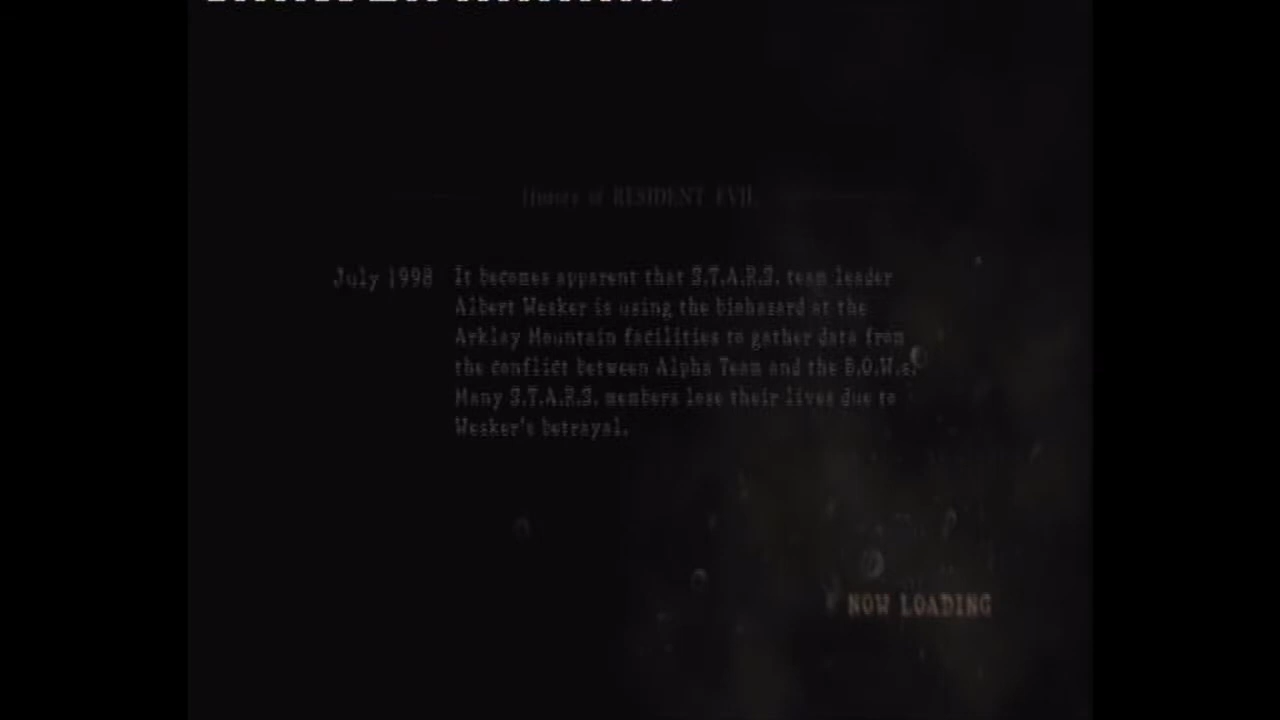 History of RESIDENT EVIL
July 1998 It becomes apparent that S.T.A.R.S. team leader
Albert Wesker is using the biohazard at the
Arklay Mountain facilities to gather data from
the conflict between Alpha Team and the B.O.W.s.
Many S.T.A.R.S. members lose their lives due to
Wesker's betrayal.
NOW LOADING